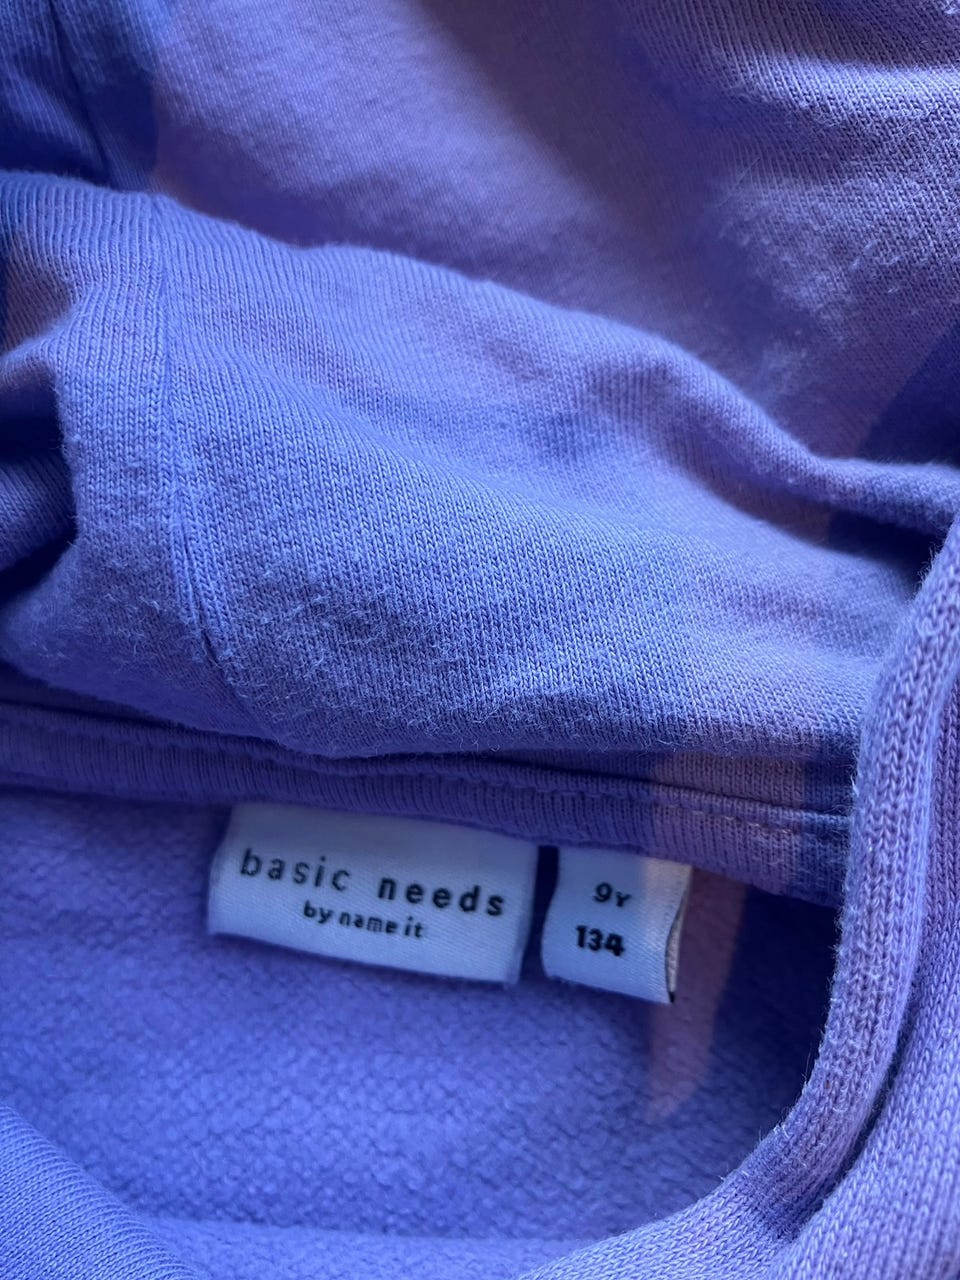 basic needs
by name it
9Y
134